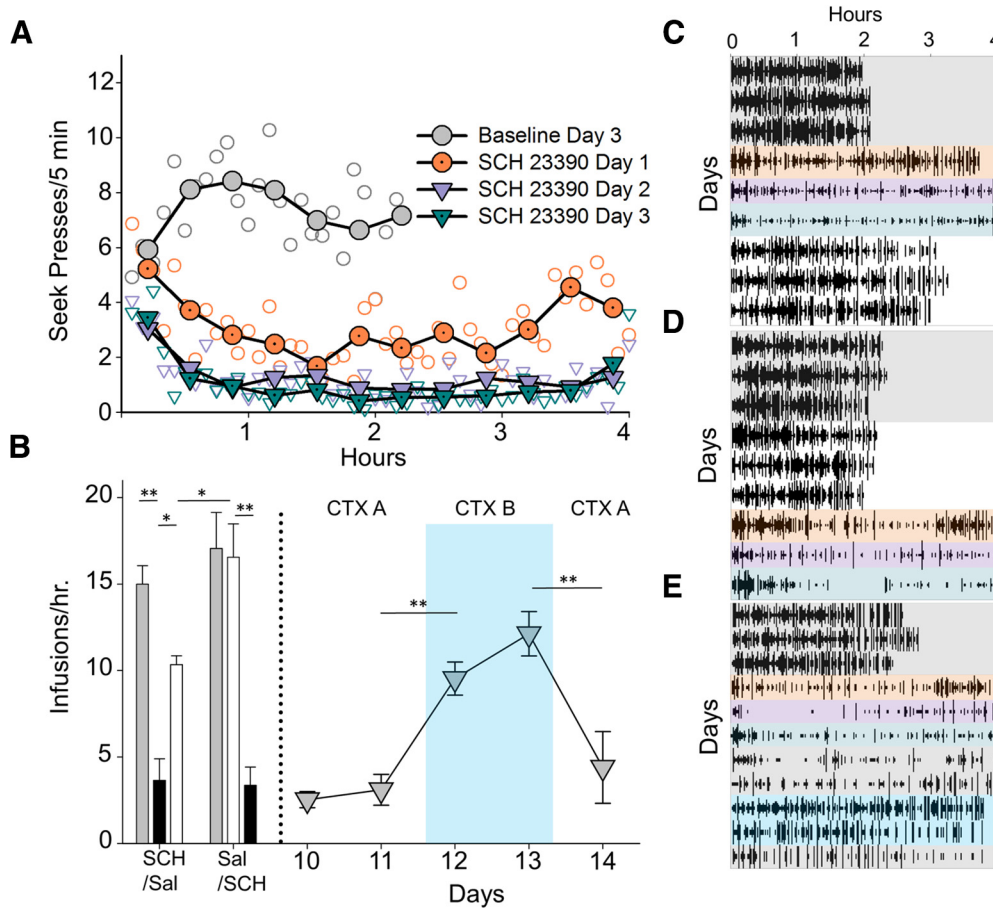 A
Seek Presses/5 min
12
10
8
6
4
2
0
Baseline Day 3
SCH 23390 Day 1
SCH 23390 Day 2
SCH 23390 Day 3
1
2
3
4
Hours
B
Infusions/hr.
20
15
10
5
0
**
*
*
**
CTX A
CTX B
CTX A
**
**
SCH
/Sal
Sal
/SCH
10
11
12
13
14
Days
C
Hours
0
1
2
3
4
Days
D
Days
E
Days